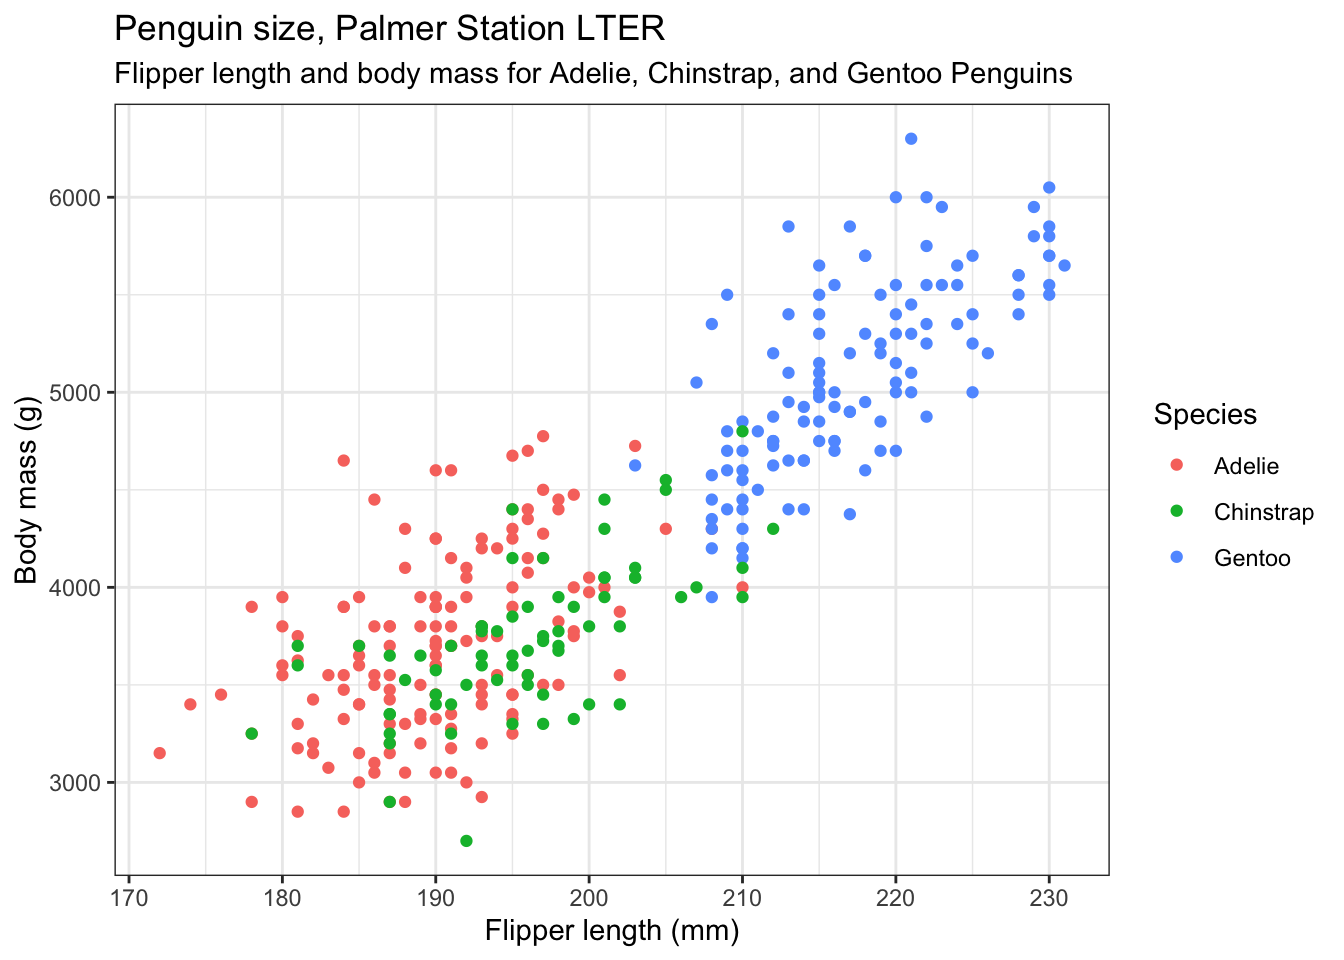 Penguin size, Palmer Station LTER
Flipper length and body mass for Adelie, Chinstrap, and Gentoo Penguins
Body mass (g)
6000
5000
4000
3000
170 180 190 200 210 220 230
Flipper length (mm)
Species
Adelie
Chinstrap
Gentoo